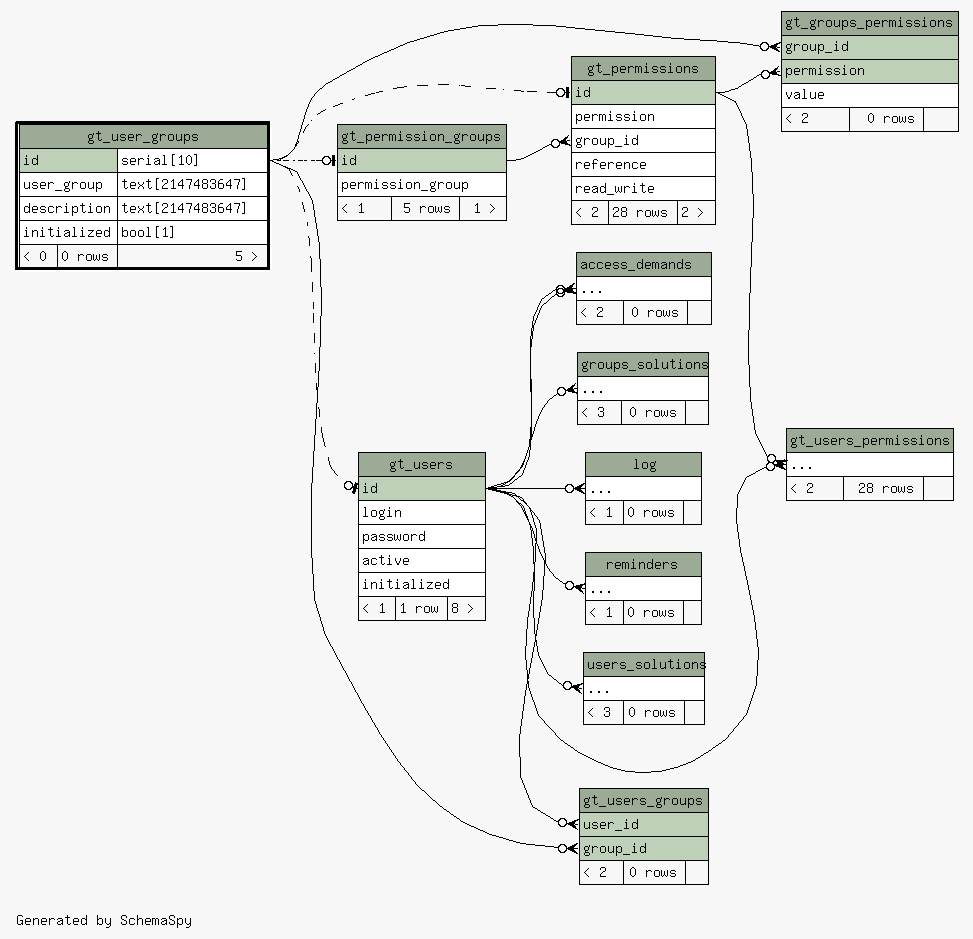 gt_groups_permissions
group_id
permission
value
< 2 0 rows
gt_permissions
id
permission
group_id
reference
read_write
< 2 28 rows 2 >
gt_user_groups
id serial[10]
user_group text[2147483647]
description text[2147483647]
initialized bool[1]
< 0 0 rows 5 >
gt_permission_groups
id
permission_group
< 1 5 rows 1 >
access_demands
...
< 2 0 rows
groups_solutions
...
< 3 0 rows
gt_users_permissions
...
< 2 28 rows
gt_users
id
login
password
active
initialized
< 1 1 row 8 >
log
...
< 1 0 rows
reminders
...
< 1 0 rows
users_solutions
...
< 3 0 rows
gt_users_groups
user_id
group_id
< 2 0 rows
Generated by SchemaSpy